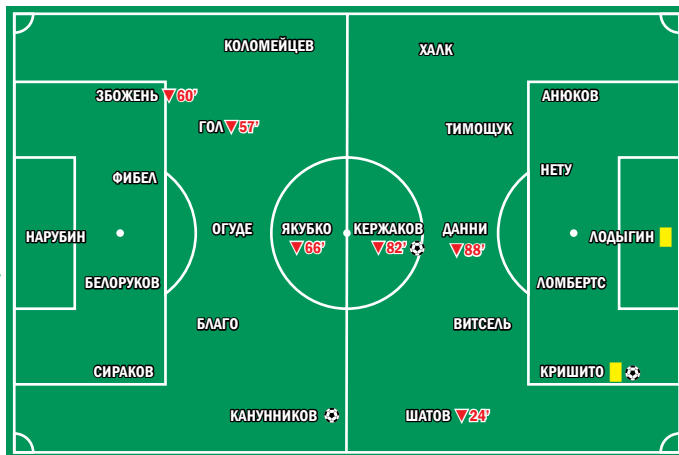 КОЛОМЕЙЦЕВ
ХАЛК
ЗБОЖЕНЬ 60'
АНЮКОВ
ГОЛ 57'
ТИМОЩУК
ФИБЕЛ
НЕТУ
НАРУБИН
ОГУДЕ
ЯКУБКО
66'
КЕРЖАКОВ
82'
ДАННИ
88'
ЛОДЫГИН
БЕЛОРУКОВ
ЛОМБЕРТС
БЛАГО
ВИТСЕЛЬ
СИРАКОВ
КРИШИТО
КАНУННИКОВ
ШАТОВ 24'